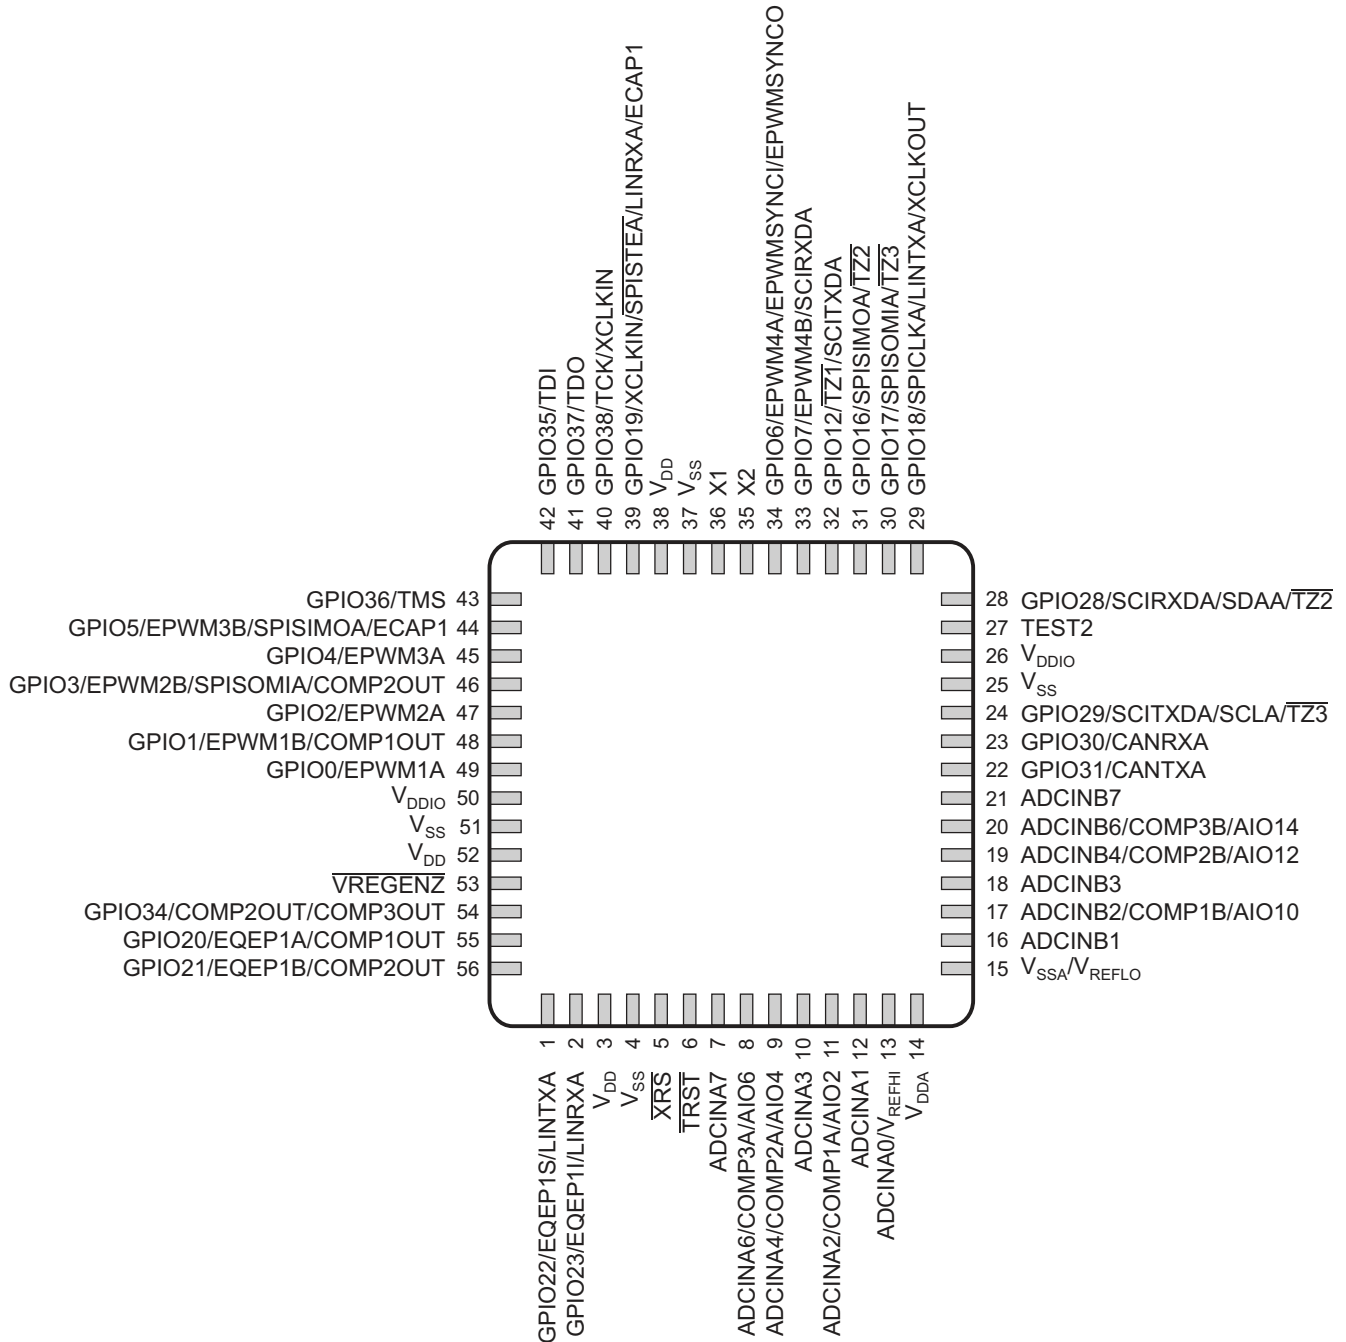 42 GPIO35/TDI
41 GPIO37/TDO
40 GPIO38/TCK/XCLKIN
39 GPIO19/XCLKIN/SPISTEA/LINRXA/ECAP1
38 VDD
37 VSS
36 X1
35 X2
34 GPIO6/EPWM4A/EPWMSYNCI/EPWMSYNCO
33 GPIO7/EPWM4B/SCIRXDA
32 GPIO12/TZ1/SCITXDA
31 GPIO16/SPISIMOA/TZ2
30 GPIO17/SPISOMIA/TZ3
29 GPIO18/SPICLKA/LINTXA/XCLKOUT
GPIO36/TMS 43
GPIO5/EPWM3B/SPISIMOA/ECAP1 44
GPIO4/EPWM3A 45
GPIO3/EPWM2B/SPISOMIA/COMP2OUT 46
GPIO2/EPWM2A 47
GPIO1/EPWM1B/COMP1OUT 48
GPIO0/EPWM1A 49
VDDIO 50
VSS 51
VDD 52
VREGENZ 53
GPIO34/COMP2OUT/COMP3OUT 54
GPIO20/EQEP1A/COMP1OUT 55
GPIO21/EQEP1B/COMP2OUT 56
28 GPIO28/SCIRXDA/SDAA/TZ2
27 TEST2
26 VDDIO
25 VSS
24 GPIO29/SCITXDA/SCLA/TZ3
23 GPIO30/CANRXA
22 GPIO31/CANTXA
21 ADCINB7
20 ADCINB6/COMP3B/AIO14
19 ADCINB4/COMP2B/AIO12
18 ADCINB3
17 ADCINB2/COMP1B/AIO10
16 ADCINB1
15 VSSA/VREFLO
GPIO22/EQEP1S/LINTXA 1
GPIO23/EQEP1I/LINRXA 2
VDD 3
VSS 4
XRS 5
TRST 6
ADCINA7 7
ADCINA6/COMP3A/AIO6 8
ADCINA4/COMP2A/AIO4 9
ADCINA3 10
ADCINA2/COMP1A/AIO2 11
ADCINA1 12
ADCINA0/VREFHI 13
VDDA 14